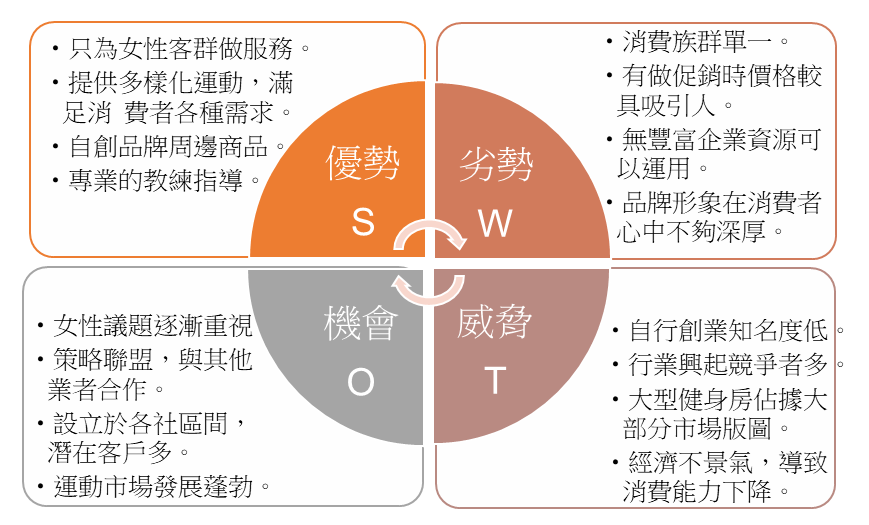 ・只為女性客群做服務。
・提供多樣化運動，滿
足消 費者各種需求。
・自創品牌周邊商品。
・專業的教練指導。
優勢
S
・消費族群單一。
・有做促銷時價格較
具吸引人。
・無豐富企業資源可
以運用。
・品牌形象在消費者
心中不夠深厚。
劣勢
W
・女性議題逐漸重視
・策略聯盟，與其他
業者合作。
・設立於各社區間，
潛在客戶多。
・運動市場發展蓬勃。
機會
O
・自行創業知名度低。
・行業興起競爭者多。
・大型健身房佔據大
部分市場版圖。
・經濟不景氣，導致
消費能力下降。
威脅
T